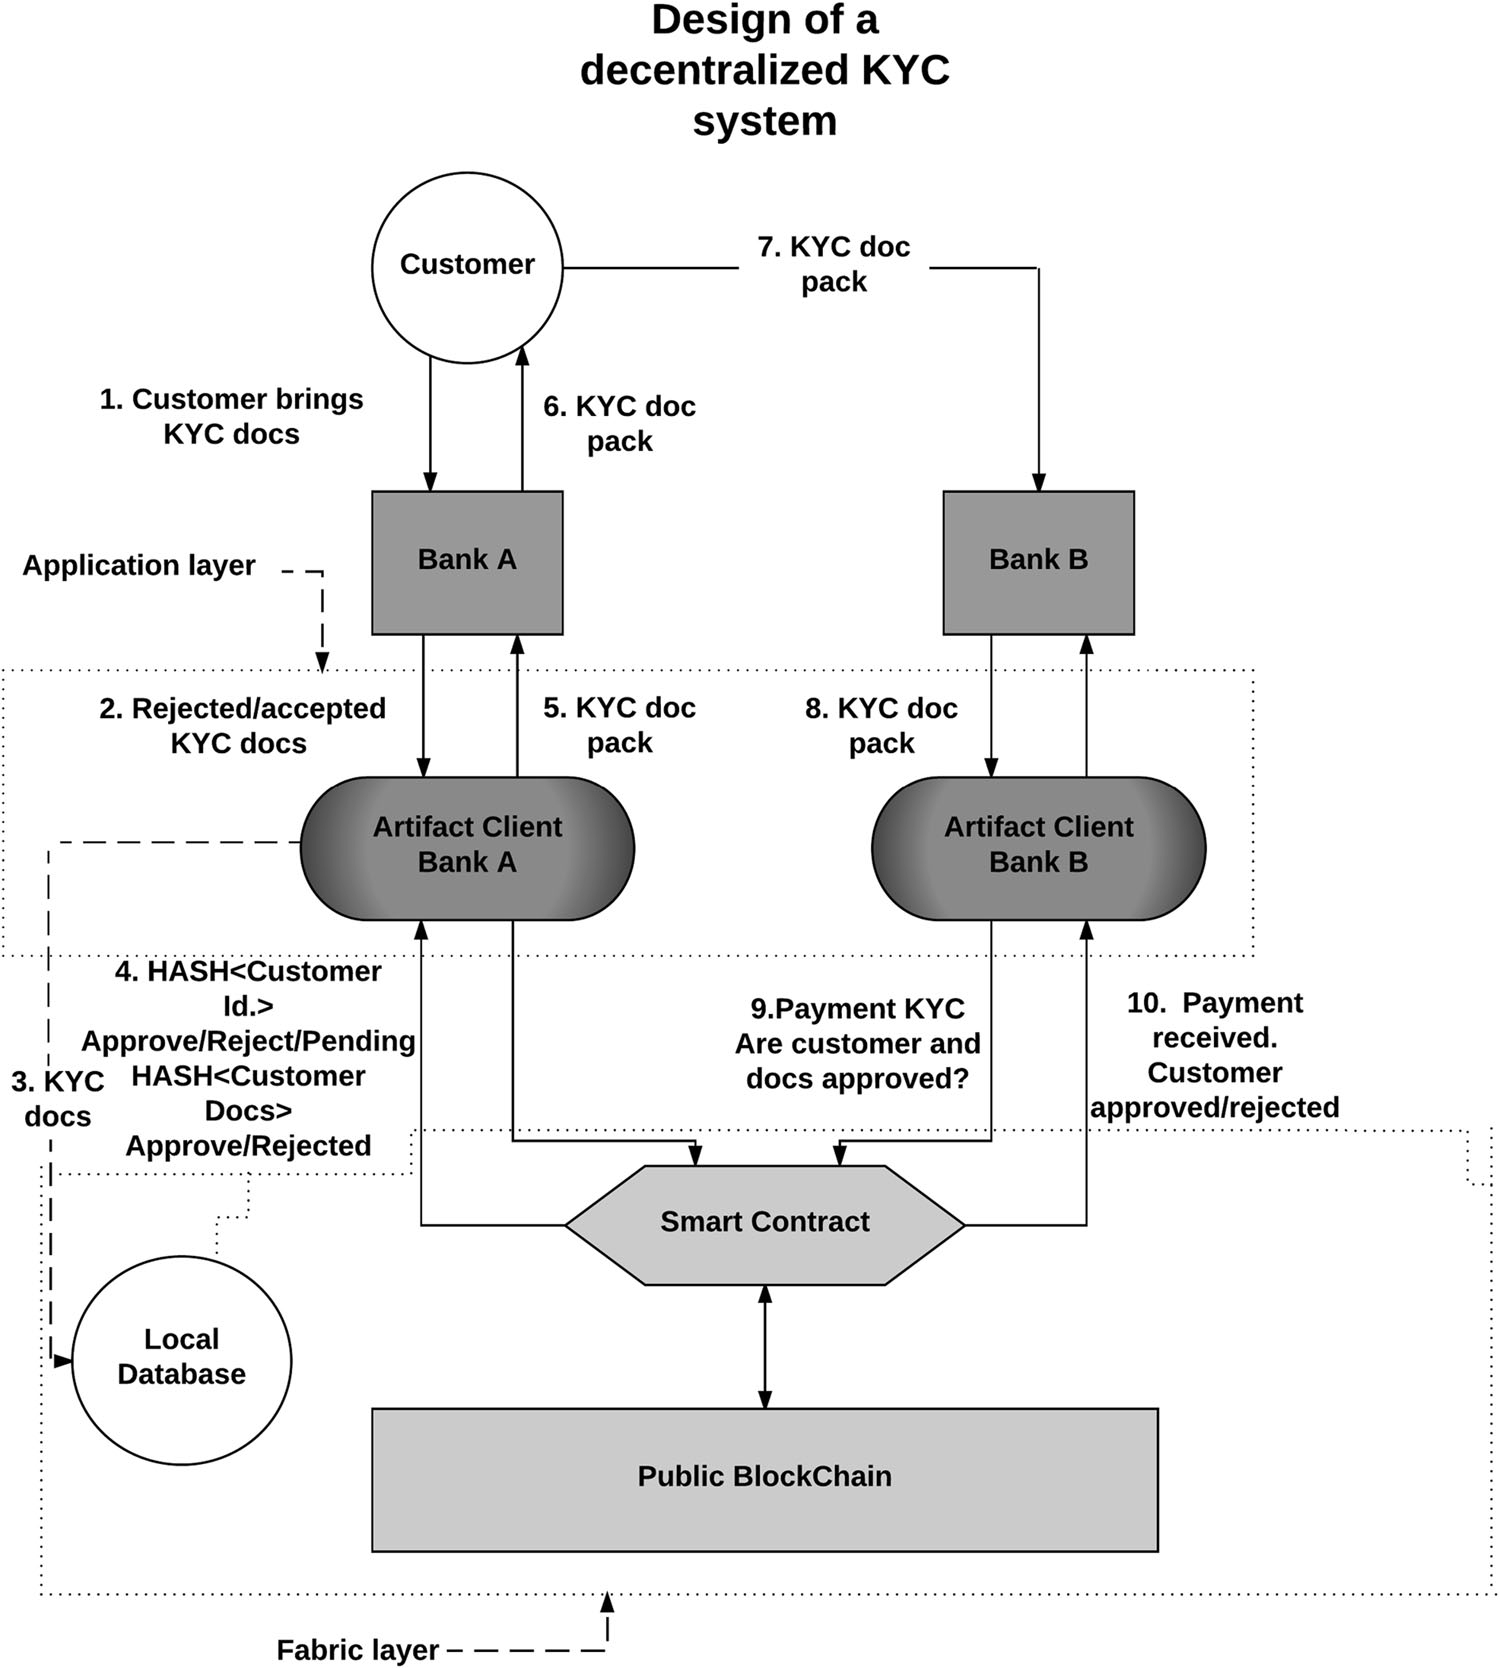 Design of a
decentralized KYC
system
Customer
7. KYC doc
pack
1. Customer brings
KYC docs
6. KYC doc
pack
Application layer
Bank A
Bank B
2. Rejected/accepted
KYC docs
5. KYC doc
pack
8. KYC doc
pack
Artifact Client
Bank A
Artifact Client
Bank B
4. HASH<Customer
Id.>
Approve/Reject/Pending
HASH<Customer
Docs>
Approve/Rejected
3. KYC
docs
9.Payment KYC
Are customer and
docs approved?
10.  Payment
received.
Customer
approved/rejected
Smart Contract
Local
Database
Public BlockChain
Fabric layer